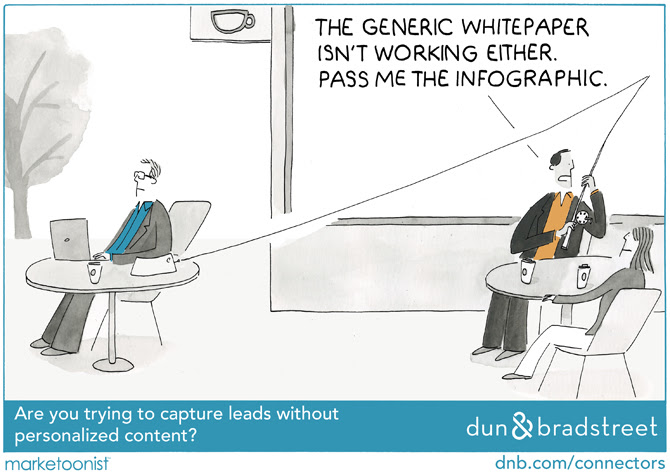 THE GENERIC WHITEPAPER
ISN'T WORKING EITHER.
PASS ME THE INFOGRAPHIC.
Are you trying to capture leads without
personalized content?
dun&bradstreet
marketoonist
dnb.com/connectors